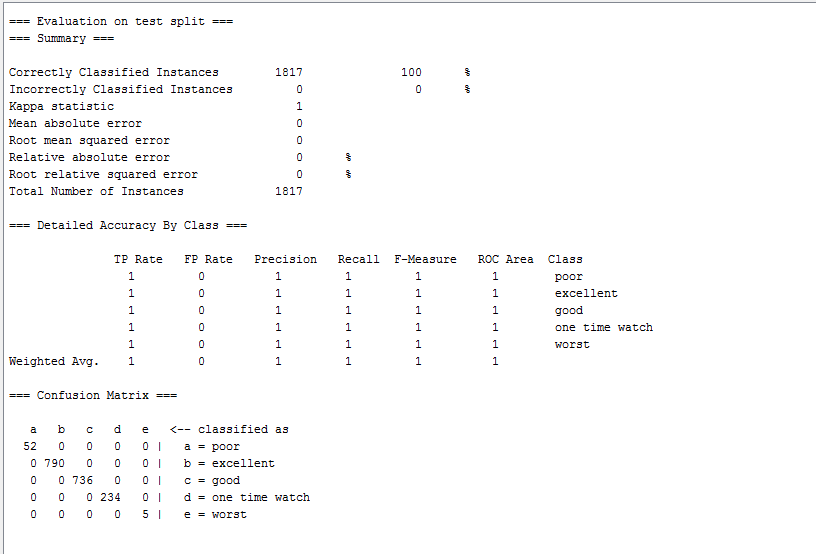 === Evaluation on test split ===
=== Summary ===
Correctly Classified Instances 1817 100 %
Incorrectly Classified Instances 0 0 %
Kappa statistic 1
Mean absolute error 0
Root mean squared error 0
Relative absolute error 0 %
Root relative squared error 0 %
Total Number of Instances 1817
=== Detailed Accuracy By Class ===
TP Rate FP Rate Precision Recall F-Measure ROC Area Class
1 0 1 1 1 1 poor
1 0 1 1 1 1 excellent
1 0 1 1 1 1 good
1 0 1 1 1 1 one time watch
1 0 1 1 1 1 worst
Weighted Avg. 1 0 1 1 1 1
=== Confusion Matrix ===
a b c d e <-- classified as
52 0 0 0 0 | a = poor
0 790 0 0 0 | b = excellent
0 0 736 0 0 | c = good
0 0 0 234 0 | d = one time watch
0 0 0 0 5 | e = worst